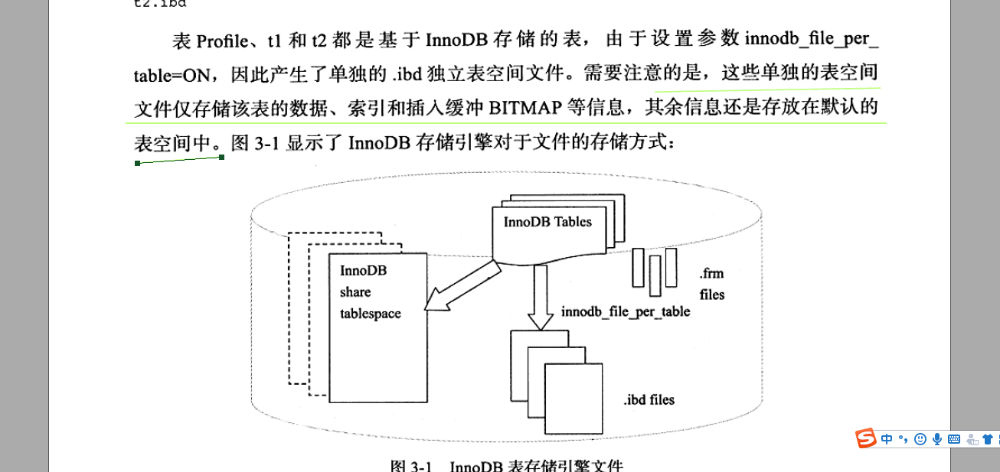 t2.ibd
表 Profile、t1 和 t2 都是基于 InnoDB 存储的表，由于设置参数 innodb_file_per_
table=ON，因此产生了单独的 .ibd 独立表空间文件。需要注意的是，这些单独的表空间
文件仅存储该表的数据、索引和插入缓冲 BITMAP 等信息，其余信息还是存放在默认的
表空间中。图 3-1 显示了 InnoDB 存储引擎对于文件的存储方式：
InnoDB Tables
InnoDB
share
tablespace
.frm
files
innodb_file_per_table
.ibd files
中
图 3-1 InnoDB 表存储引擎文件